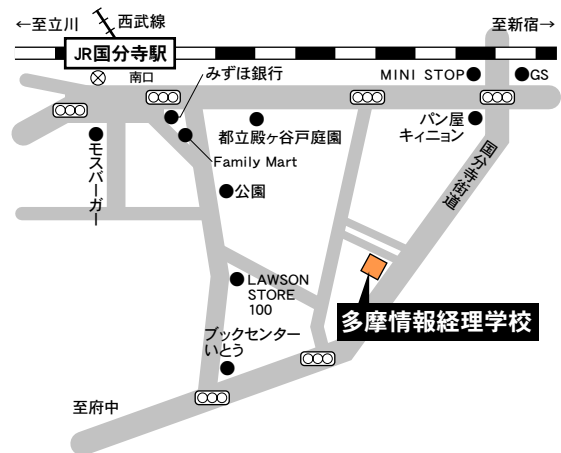 ←至立川
西武線
至新宿→
JR国分寺駅
南口
みずほ銀行
MINI STOP
GS
都立殿ヶ谷戸庭園
パン屋
キィニョン
Family Mart
モスバーガー
国分寺街道
公園
LAWSON
STORE
100
多摩情報経理学校
ブックセンター
いとう
至府中